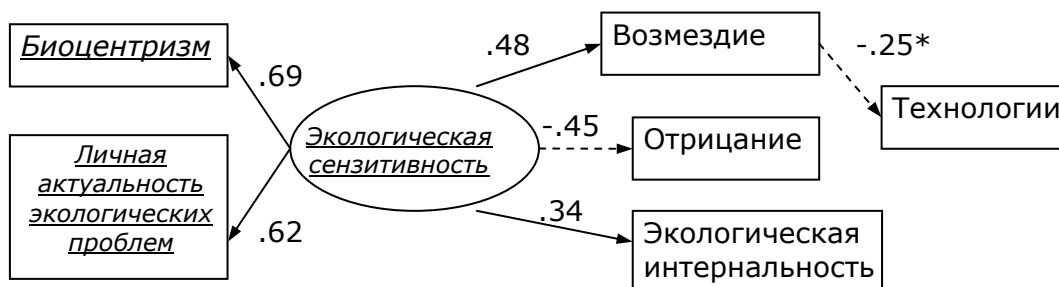 Биоцентризм
.69
Личная
актуальность
экологических
проблем
.62
Экологическая
сензитивность
.48
Возмездие
-.25*
Технологии
-.45
Отрицание
.34
Экологическая
интернальность